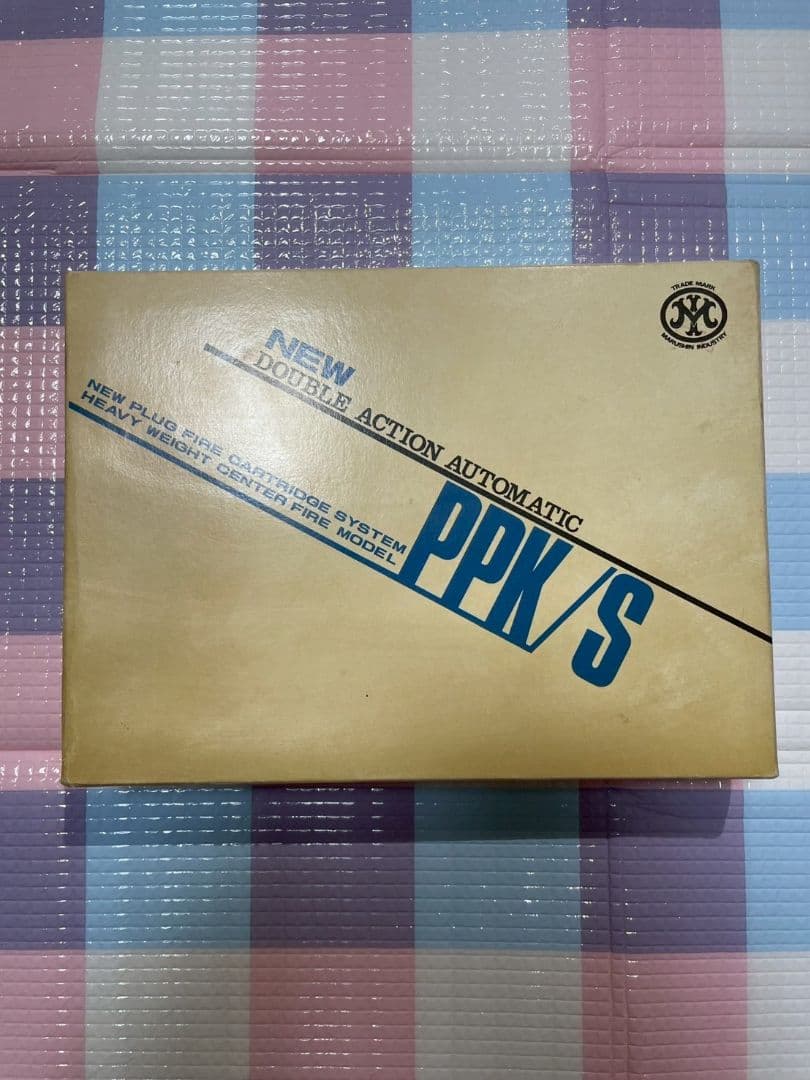 TRADE MARK
MARUSHIN INDUSTRY
NEW
DOUBLE ACTION AUTOMATIC
NEW PLUG FIRE CARTRIDGE SYSTEM
HEAVY WEIGHT CENTER FIRE MODEL
PPK/S